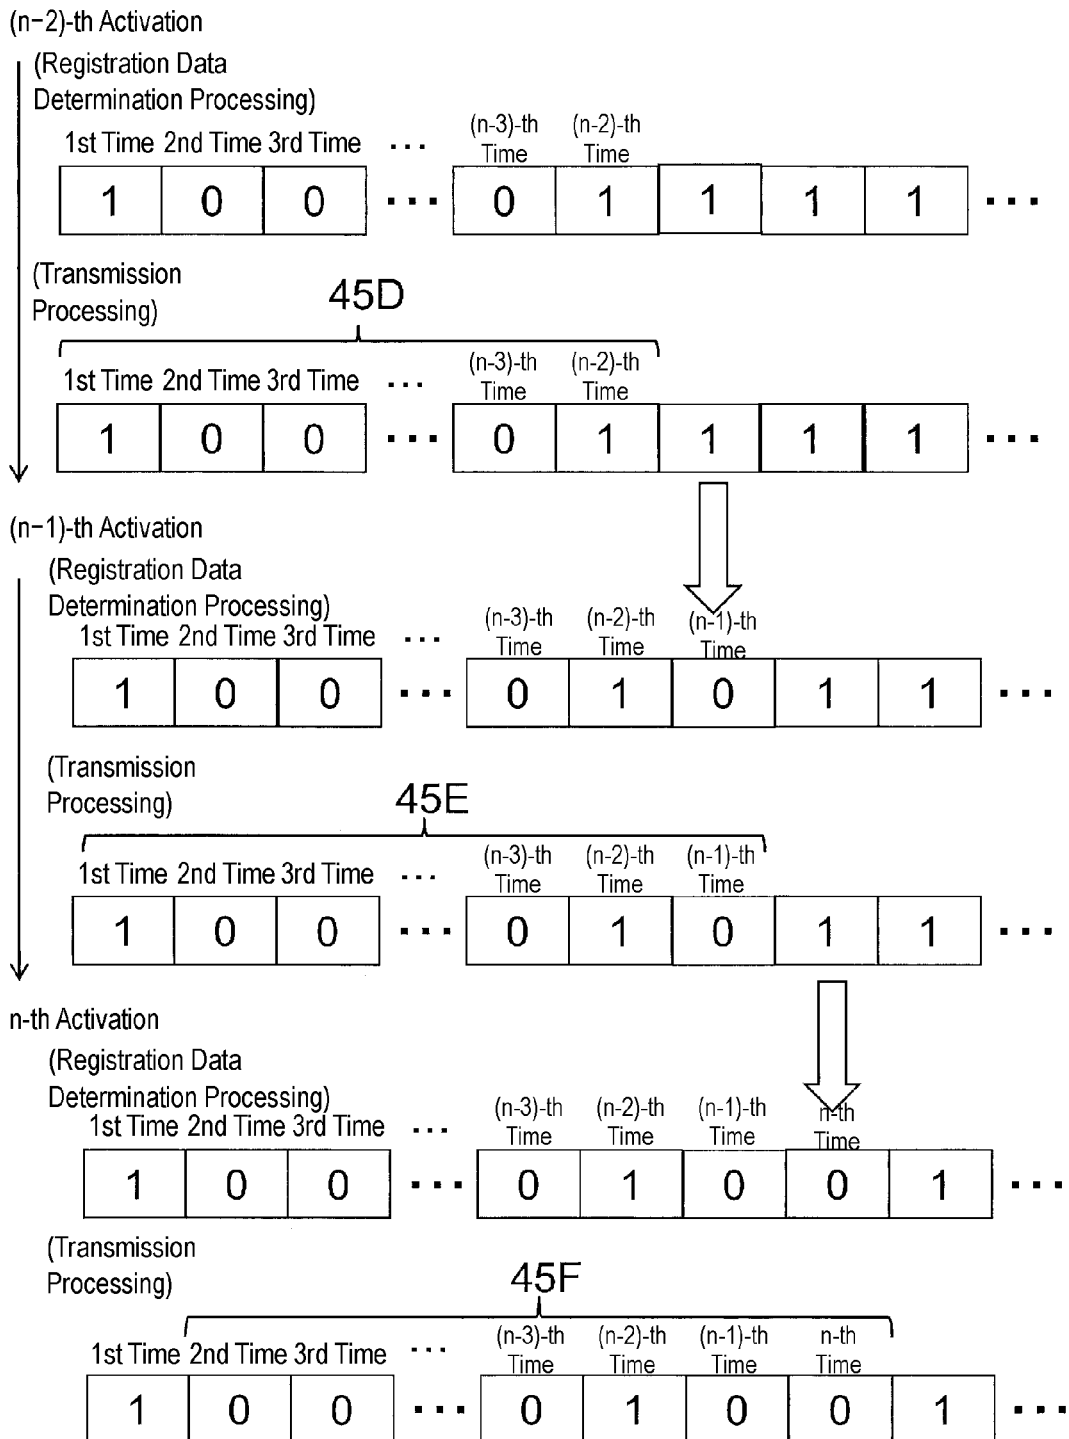 (n−2)-th Activation
(Registration Data
Determination Processing)
1st Time 2nd Time 3rd Time ··· (n-3)-th Time (n-2)-th Time
1 0 0 ··· 0 1 1 1 1 ···
(Transmission
Processing)
45D
1st Time 2nd Time 3rd Time ··· (n-3)-th Time (n-2)-th Time
1 0 0 ··· 0 1 1 1 1 ···
(n−1)-th Activation
(Registration Data
Determination Processing)
1st Time 2nd Time 3rd Time ··· (n-3)-th Time (n-2)-th Time (n-1)-th Time
1 0 0 ··· 0 1 0 1 1 ···
(Transmission
Processing)
45E
1st Time 2nd Time 3rd Time ··· (n-3)-th Time (n-2)-th Time (n-1)-th Time
1 0 0 ··· 0 1 0 1 1 ···
n-th Activation
(Registration Data
Determination Processing)
1st Time 2nd Time 3rd Time ··· (n-3)-th Time (n-2)-th Time (n-1)-th Time n-th Time
1 0 0 ··· 0 1 0 0 1 ···
(Transmission
Processing)
45F
1st Time 2nd Time 3rd Time ··· (n-3)-th Time (n-2)-th Time (n-1)-th Time n-th Time
1 0 0 ··· 0 1 0 0 1 ···